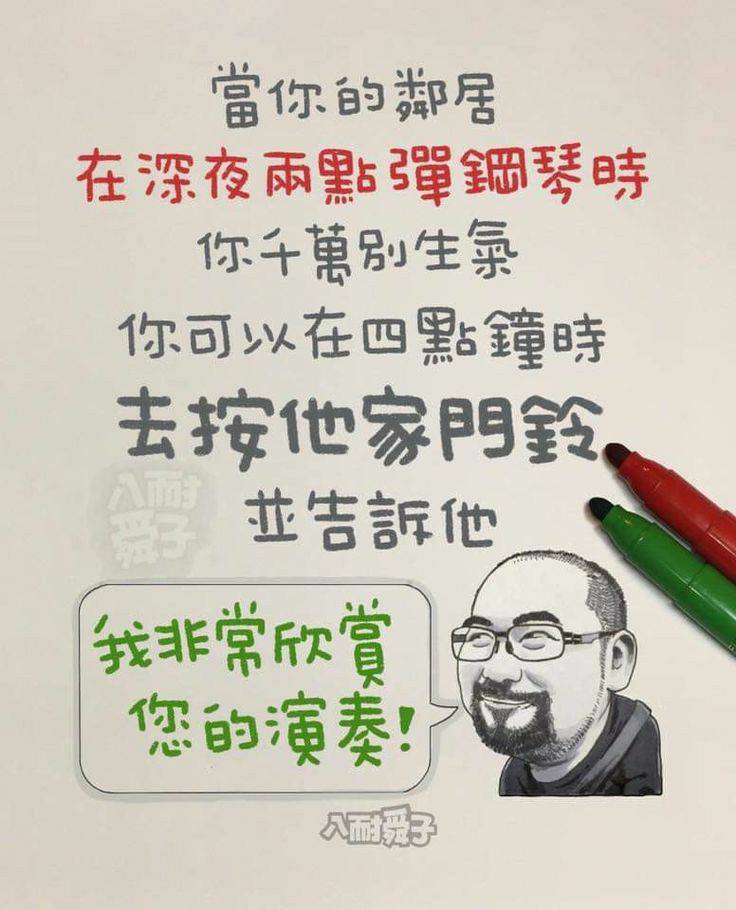 當你的鄰居
在深夜兩點彈鋼琴時
你千萬別生氣
你可以在四點鐘時
去按他家門鈴
並告訴他
八耐舜子
我非常欣賞
您的演奏!
八耐舜子